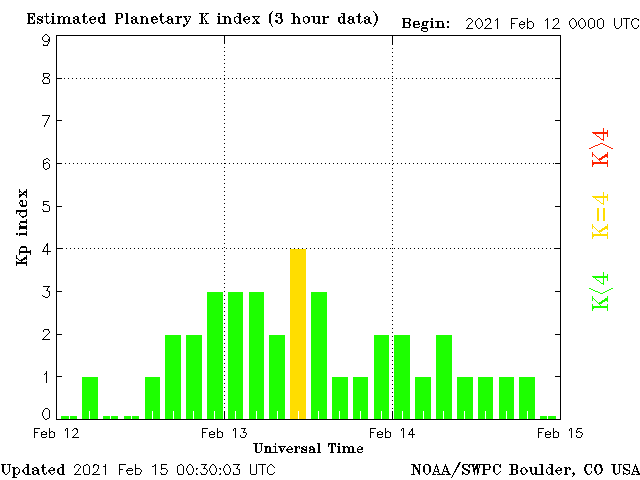 Estimated Planetary K index (3 hour data) Begin: 2021 Feb 12 0000 UTC
9
8
7
6
5
4
3
2
1
0
Kp index
K>4
K=4
K<4
Feb 12 Feb 13 Feb 14 Feb 15
Universal Time
Updated 2021 Feb 15 00:30:03 UTC NOAA/SWPC Boulder, CO USA